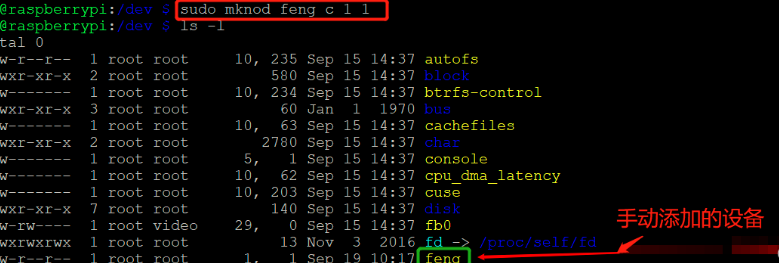 @raspberrypi:/dev $ sudo mknod feng c 1 1
@raspberrypi:/dev $ ls -l
tal 0
w-r--r-- 1 root root 10, 235 Sep 15 14:37 autofs
wxr-xr-x 2 root root 580 Sep 15 14:37 block
w------- 1 root root 10, 234 Sep 15 14:37 btrfs-control
wxr-xr-x 3 root root 60 Jan 1 1970 bus
w------- 1 root root 10, 63 Sep 15 14:37 cachefiles
wxr-xr-x 2 root root 2780 Sep 15 14:37 char
w------- 1 root root 5, 1 Sep 15 14:37 console
w------- 1 root root 10, 62 Sep 15 14:37 cpu_dma_latency
w------- 1 root root 10, 203 Sep 15 14:37 cuse
wxr-xr-x 7 root root 140 Sep 15 14:37 disk
w-rw---- 1 root video 29, 0 Sep 15 14:37 fb0
手动添加的设备
wxrwxrwx 1 root root 13 Nov 3 2016 fd -> /proc/self/fd
w-r--r-- 1 root root 1, 1 Sep 19 10:17 feng